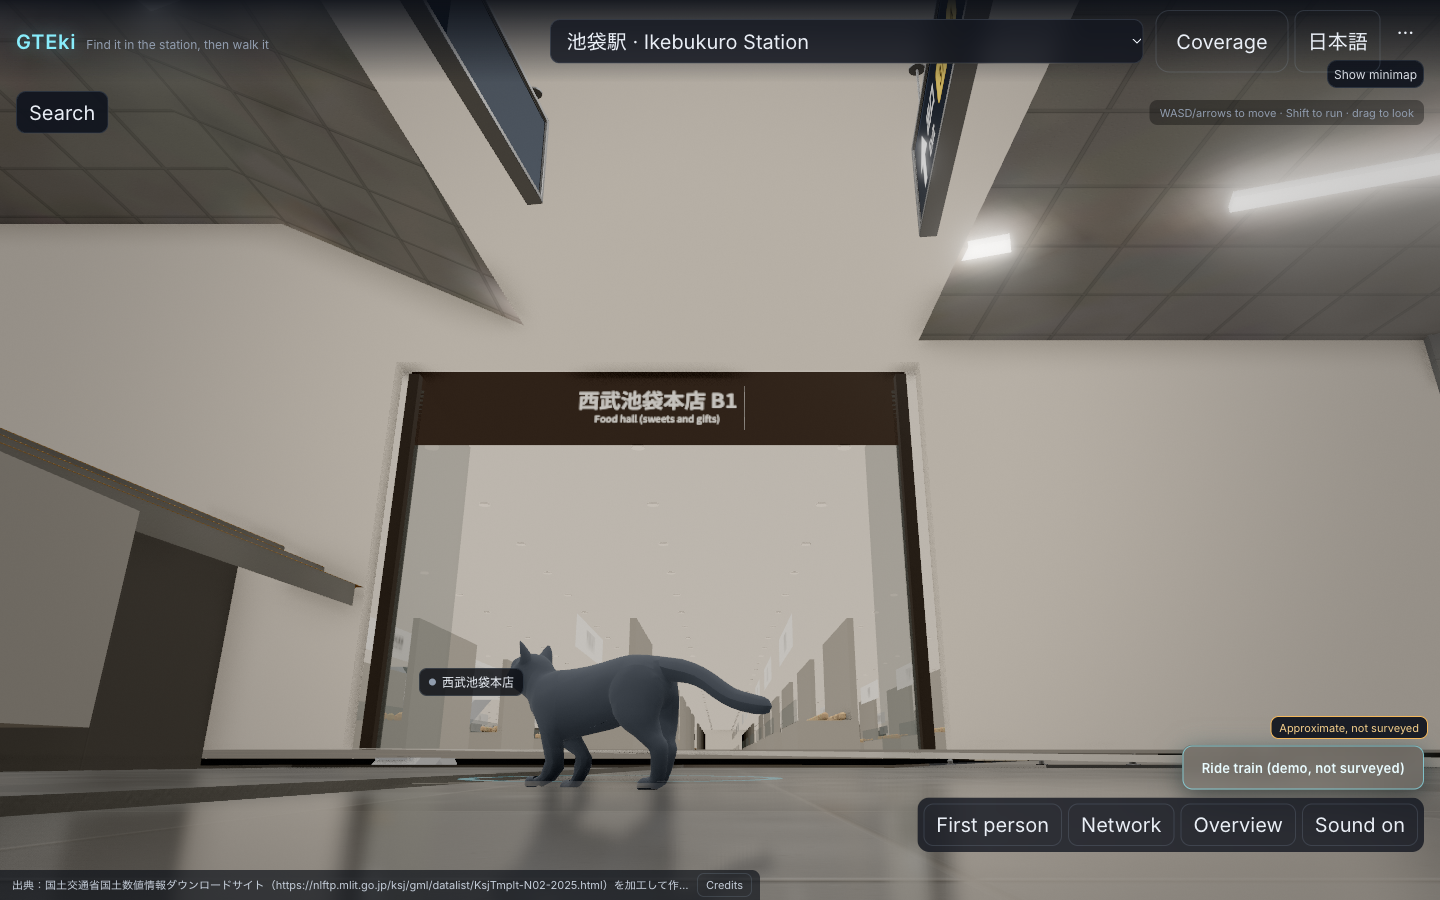 GTEki Find it in the station, then walk it
池袋駅 · Ikebukuro Station
Coverage
日本語
...
Show minimap
Search
WASD/arrows to move · Shift to run · drag to look
西武池袋本店 B1
Food hall (sweets and gifts)
西武池袋本店
Approximate, not surveyed
Ride train (demo, not surveyed)
First person
Network
Overview
Sound on
出典：国土交通省国土数値情報ダウンロードサイト（https://nlftp.mlit.go.jp/ksj/gml/datalist/KsjTmplt-N02-2025.html）を加工して作...
Credits